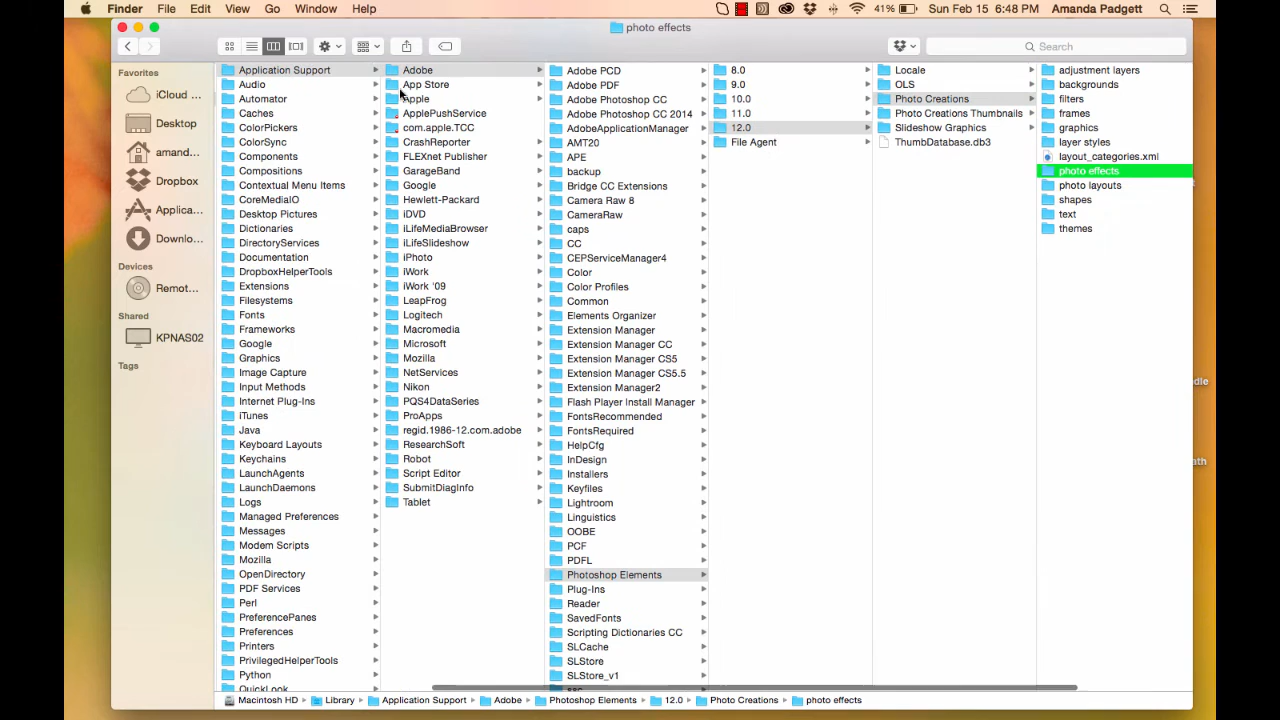 Finder File Edit View Go Window Help 41% Sun Feb 15 6:48 PM Amanda Padgett
photo effects
Search
Favorites
iCloud ...
Desktop
amand...
Dropbox
Applica...
Downlo...
Devices
Remot...
Shared
KPNAS02
Tags
Application Support
Audio
Automator
Caches
ColorPickers
ColorSync
Components
Compositions
Contextual Menu Items
CoreMediaIO
Desktop Pictures
Dictionaries
DirectoryServices
Documentation
DropboxHelperTools
Extensions
Filesystems
Fonts
Frameworks
Google
Graphics
Image Capture
Input Methods
Internet Plug-Ins
iTunes
Java
Keyboard Layouts
Keychains
LaunchAgents
LaunchDaemons
Logs
Managed Preferences
Messages
Modem Scripts
Mozilla
OpenDirectory
PDF Services
Perl
PreferencePanes
Preferences
Printers
PrivilegedHelperTools
Python
QuickLook
Adobe
App Store
Apple
ApplePushService
com.apple.TCC
CrashReporter
FLEXnet Publisher
GarageBand
Google
Hewlett-Packard
iDVD
iLifeMediaBrowser
iLifeSlideshow
iPhoto
iWork
iWork '09
LeapFrog
Logitech
Macromedia
Microsoft
Mozilla
NetServices
Nikon
PQS4DataSeries
ProApps
regid.1986-12.com.adobe
ResearchSoft
Robot
Script Editor
SubmitDiagInfo
Tablet
Adobe PCD
Adobe PDF
Adobe Photoshop CC
Adobe Photoshop CC 2014
AdobeApplicationManager
AMT20
APE
backup
Bridge CC Extensions
Camera Raw 8
CameraRaw
caps
CC
CEPServiceManager4
Color
Color Profiles
Common
Elements Organizer
Extension Manager
Extension Manager CC
Extension Manager CS5
Extension Manager CS5.5
Extension Manager2
Flash Player Install Manager
FontsRecommended
FontsRequired
HelpCfg
InDesign
Installers
Keyfiles
Lightroom
Linguistics
OOBE
PCF
PDFL
Photoshop Elements
Plug-Ins
Reader
SavedFonts
Scripting Dictionaries CC
SLCache
SLStore
SLStore_v1
8.0
9.0
10.0
11.0
12.0
File Agent
Locale
OLS
Photo Creations
Photo Creations Thumbnails
Slideshow Graphics
ThumbDatabase.db3
adjustment layers
backgrounds
filters
frames
graphics
layer styles
layout_categories.xml
photo effects
photo layouts
shapes
text
themes
Macintosh HD Library Application Support Adobe Photoshop Elements 12.0 Photo Creations photo effects